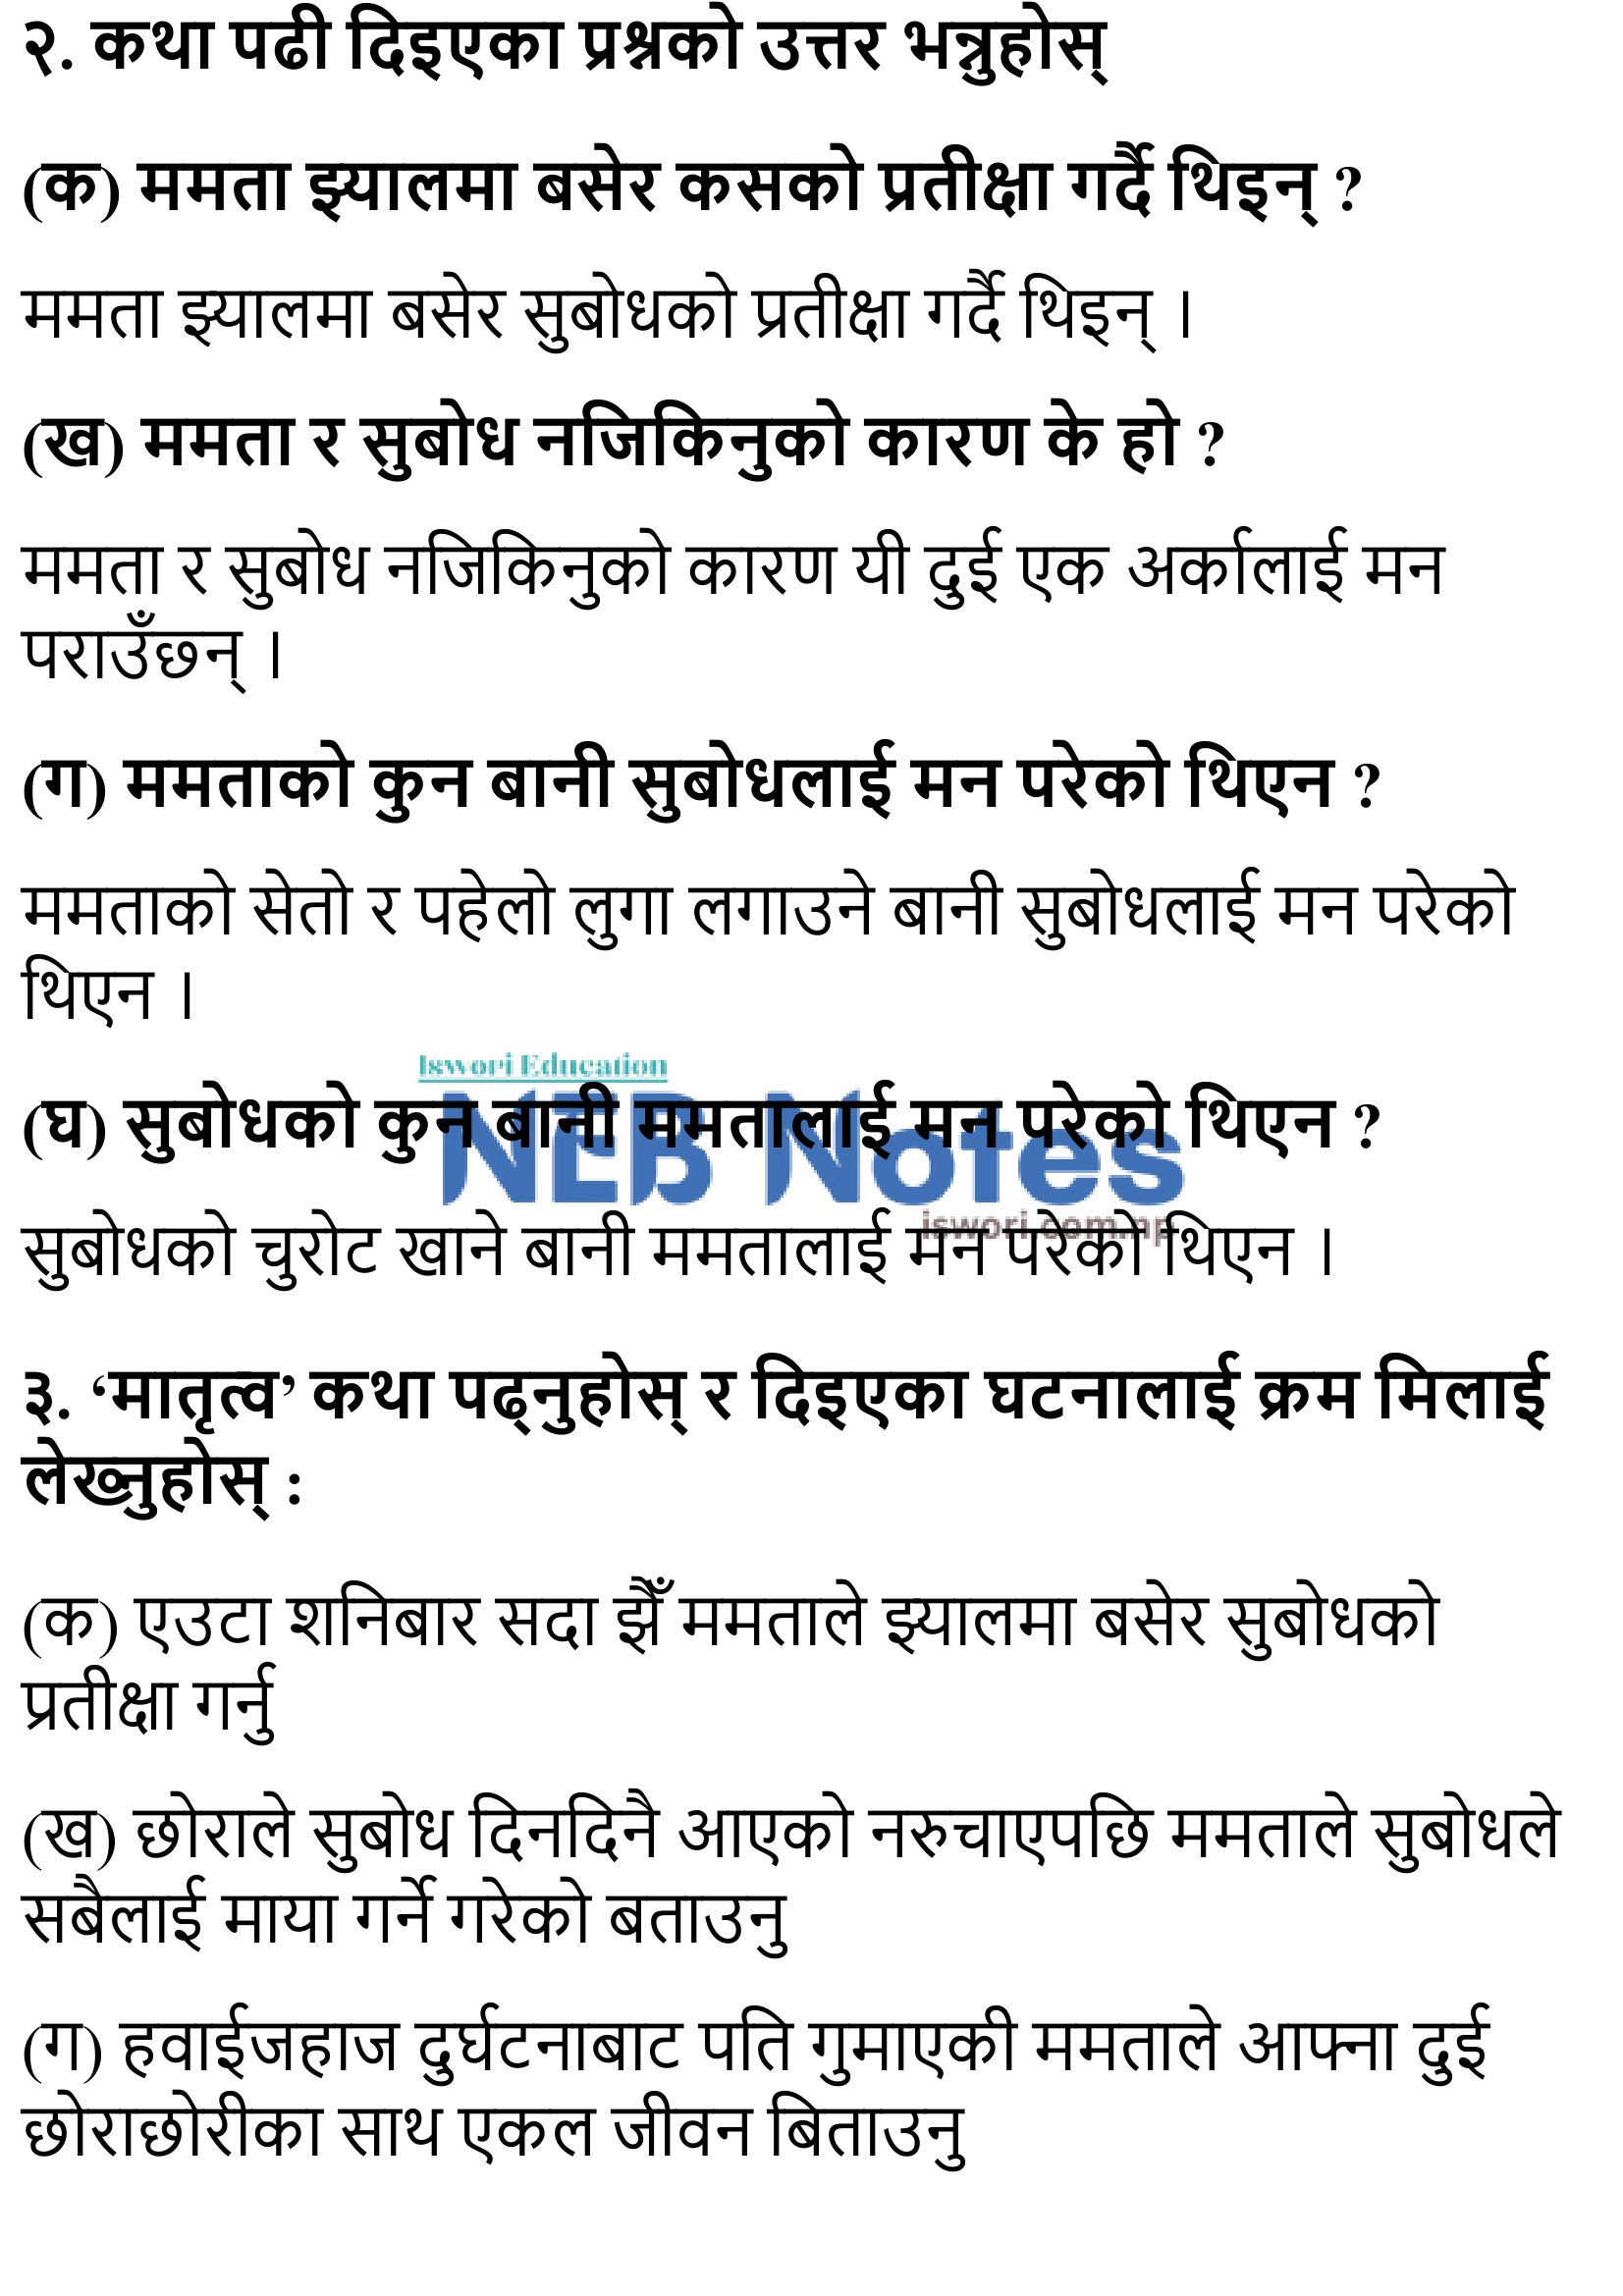 २. कथा पढी दिइएका प्रश्नको उत्तर भन्नुहोस्
(क) ममता झ्यालमा बसेर कसको प्रतीक्षा गर्दै थिइन् ?
ममता झ्यालमा बसेर सुबोधको प्रतीक्षा गर्दै थिइन् ।
(ख) ममता र सुबोध नजिकिनुको कारण के हो ?
ममता र सुबोध नजिकिनुको कारण यी दुई एक अर्कालाई मन
पराउँछन् ।
(ग) ममताको कुन बानी सुबोधलाई मन परेको थिएन ?
ममताको सेतो र पहेलो लुगा लगाउने बानी सुबोधलाई मन परेको
थिएन ।
Iswori Education
NEB Notes
(घ) सुबोधको कुन बानी ममतालाई मन परेको थिएन ?
iswori.com.np
सुबोधको चुरोट खाने बानी ममतालाई मन परेको थिएन ।
३. ‘मातृत्व’ कथा पढ्नुहोस् र दिइएका घटनालाई क्रम मिलाई
लेख्नुहोस् :
(क) एउटा शनिबार सदा झैँ ममताले झ्यालमा बसेर सुबोधको
प्रतीक्षा गर्नु
(ख) छोराले सुबोध दिनदिनै आएको नरुचाएपछि ममताले सुबोधले
सबैलाई माया गर्ने गरेको बताउनु
(ग) हवाईजहाज दुर्घटनाबाट पति गुमाएकी ममताले आफ्ना दुई
छोराछोरीका साथ एकल जीवन बिताउनु